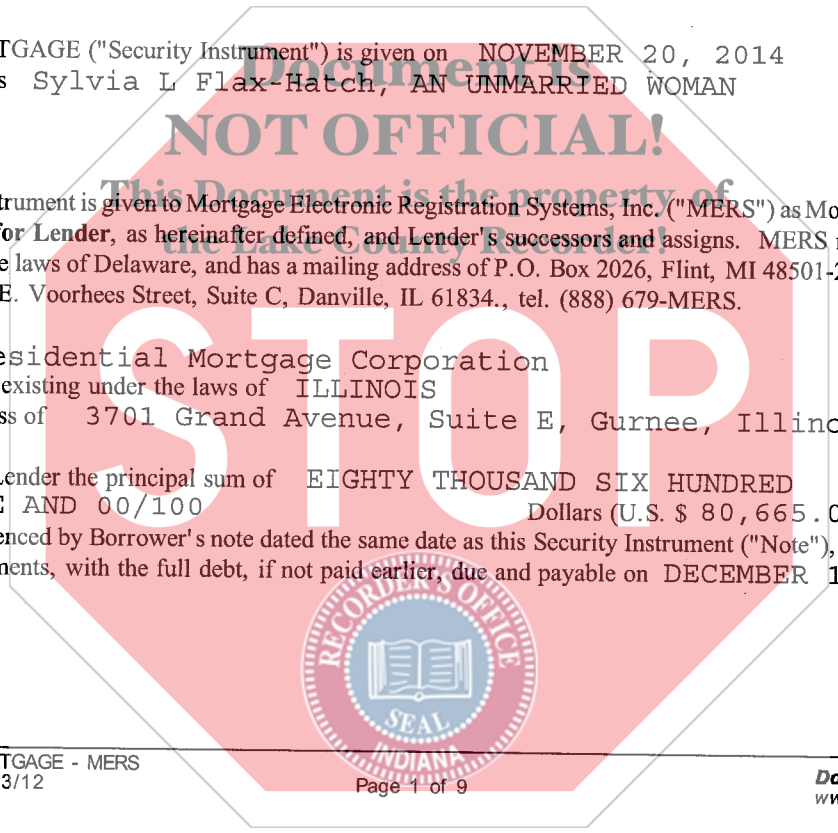 TGAGE ("Security Instrument") is given on NOVEMBER 20, 2014
s Sylvia L Flax-Hatch, AN UNMARRIED WOMAN
Document is
NOT OFFICIAL!
This Document is the property of
the Lake County Recorder!
trument is given to Mortgage Electronic Registration Systems, Inc. ("MERS") as Mo
for Lender, as hereinafter defined, and Lender's successors and assigns. MERS
e laws of Delaware, and has a mailing address of P.O. Box 2026, Flint, MI 48501-2
E. Voorhees Street, Suite C, Danville, IL 61834., tel. (888) 679-MERS.
STOP
esidential Mortgage Corporation
existing under the laws of ILLINOIS
ss of 3701 Grand Avenue, Suite E, Gurnee, Illino
Lender the principal sum of EIGHTY THOUSAND SIX HUNDRED
E AND 00/100 Dollars (U.S. $ 80,665.0
enced by Borrower's note dated the same date as this Security Instrument ("Note"),
ments, with the full debt, if not paid earlier, due and payable on DECEMBER 1
RECORDER'S OFFICE
SEAL
INDIANA
TGAGE - MERS
3/12 Page 1 of 9
Do
ww